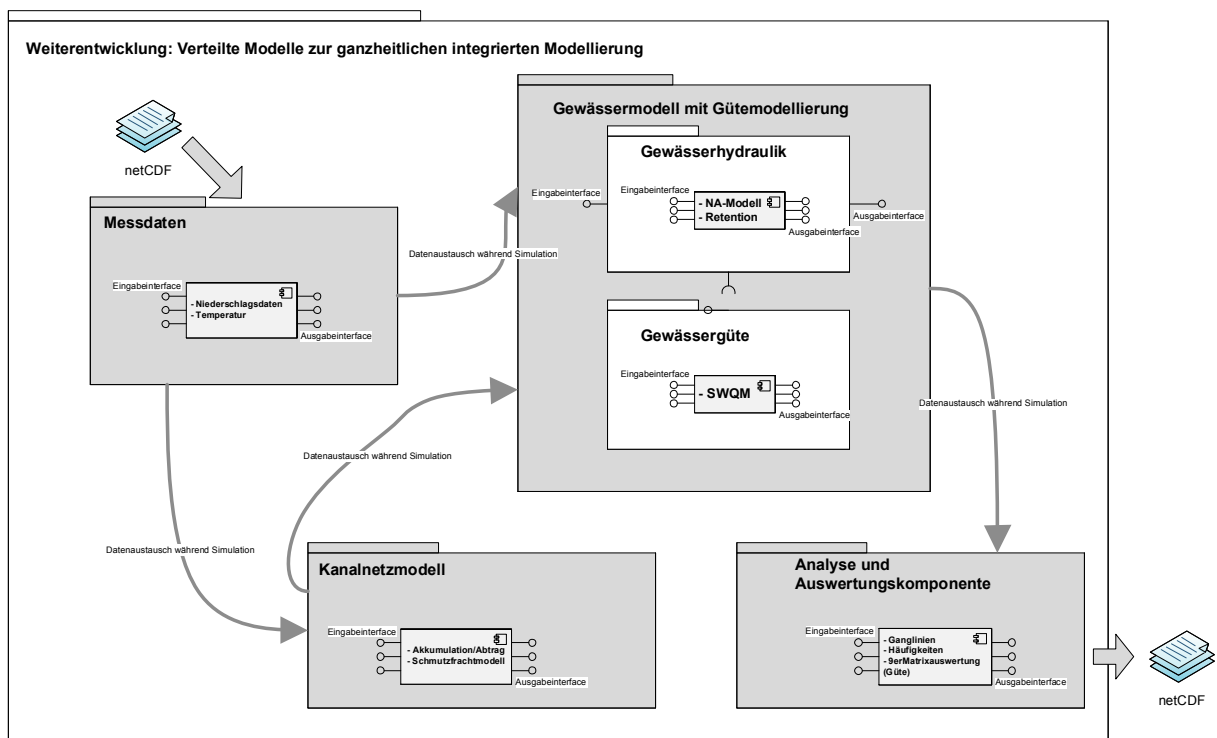 Weiterentwicklung: Verteilte Modelle zur ganzheitlichen integrierten Modellierung
netCDF
Messdaten
Eingabeinterface
- Niederschlagsdaten
- Temperatur
Ausgabeinterface
Datenaustausch während Simulation
Gewässermodell mit Gütemodellierung
Gewässerhydraulik
Eingabeinterface
Eingabeinterface
- NA-Modell
- Retention
Ausgabeinterface
Ausgabeinterface
Gewässergüte
Eingabeinterface
- SWQM
Ausgabeinterface
Datenaustausch während Simulation
Datenaustausch während Simulation
Datenaustausch während Simulation
Kanalnetzmodell
Eingabeinterface
- Akkumulation/Abtrag
- Schmutzfrachtmodell
Ausgabeinterface
Analyse und
Auswertungskomponente
Eingabeinterface
- Ganglinien
- Häufigkeiten
- 9erMatrixauswertung
(Güte)
Ausgabeinterface
netCDF